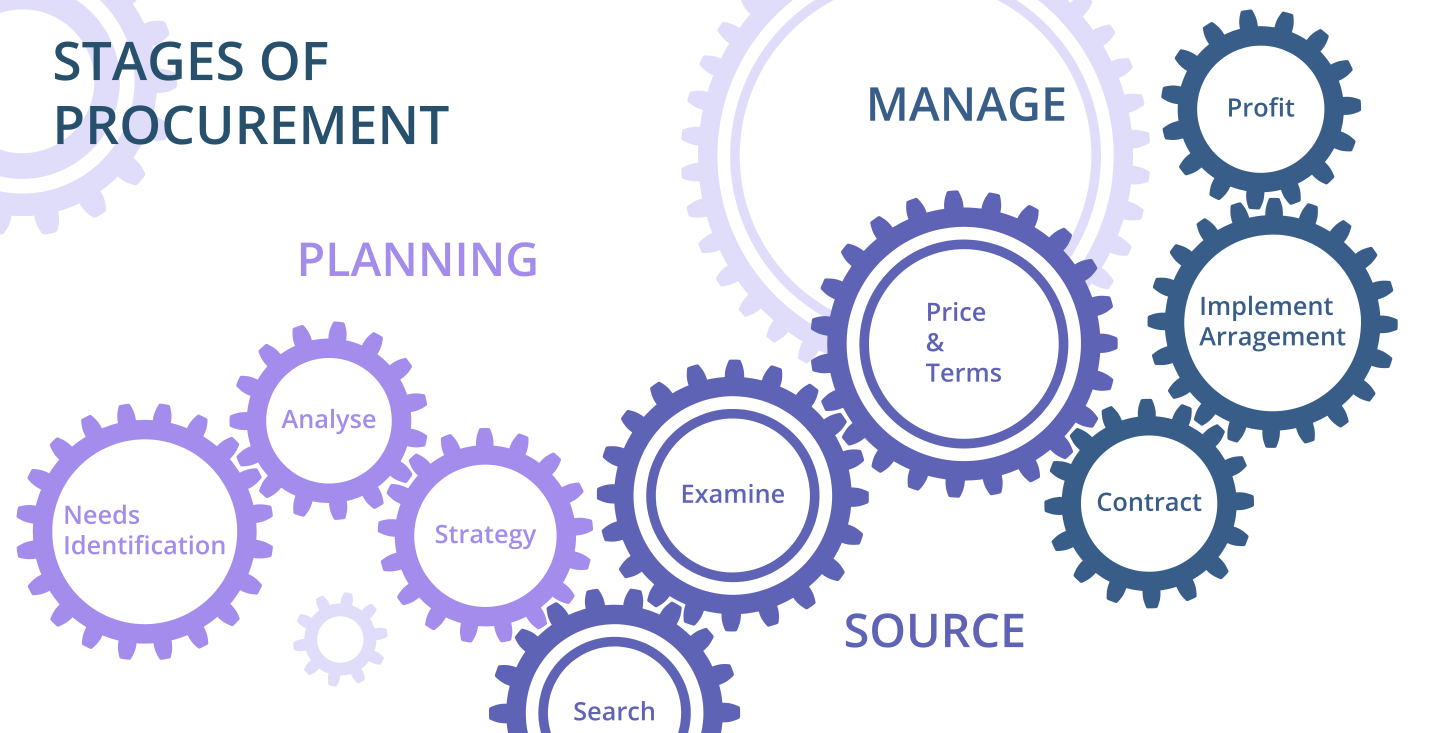 STAGES OF
PROCUREMENT
PLANNING
Needs
Identification
Analyse
Strategy
SOURCE
Search
Examine
Price
&
Terms
MANAGE
Contract
Implement
Arragement
Profit